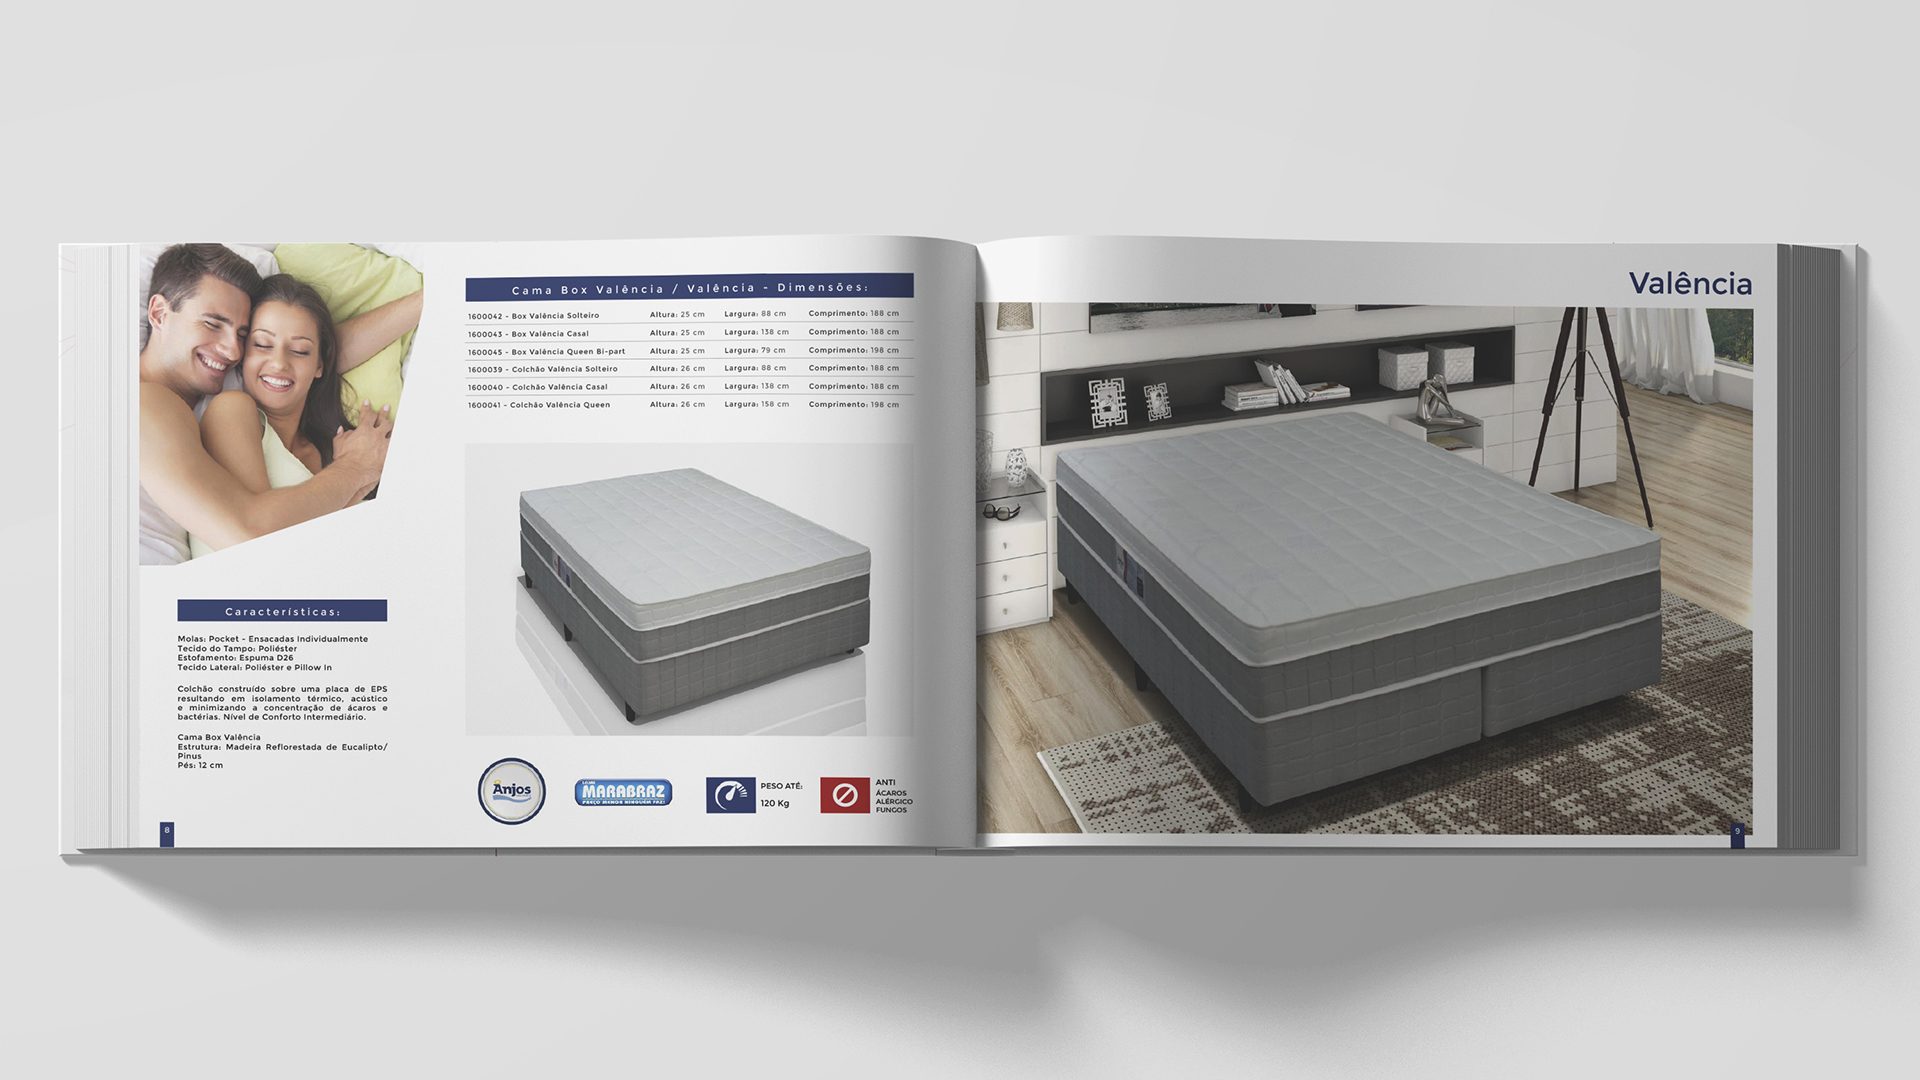 Cama Box Valência / Valência - Dimensões:
1600042 - Box Valência Solteiro Altura: 25 cm Largura: 88 cm Comprimento: 188 cm
1600043 - Box Valência Casal Altura: 25 cm Largura: 138 cm Comprimento: 188 cm
1600045 - Box Valência Queen Bi-part Altura: 25 cm Largura: 79 cm Comprimento: 198 cm
1600039 - Colchão Valência Solteiro Altura: 26 cm Largura: 88 cm Comprimento: 188 cm
1600040 - Colchão Valência Casal Altura: 26 cm Largura: 138 cm Comprimento: 188 cm
1600041 - Colchão Valência Queen Altura: 26 cm Largura: 158 cm Comprimento: 198 cm
Características:
Molas: Pocket - Ensacadas Individualmente
Tecido do Tampo: Poliéster
Estofamento: Espuma D26
Tecido Lateral: Poliéster e Pillow In
Colchão construído sobre uma placa de EPS
resultando em isolamento térmico, acústico
e minimizando a concentração de ácaros e
bactérias. Nível de Conforto Intermediário.
Cama Box Valência
Estrutura: Madeira Reflorestada de Eucalipto/
Pinus
Pés: 12 cm
Anjos
LOJAS
MARABRAZ
PREÇO MENOR NINGUÉM FAZ!
PESO ATÉ:
120 Kg
ANTI
ÁCAROS
ALÉRGICO
FUNGOS
8
Valência
9